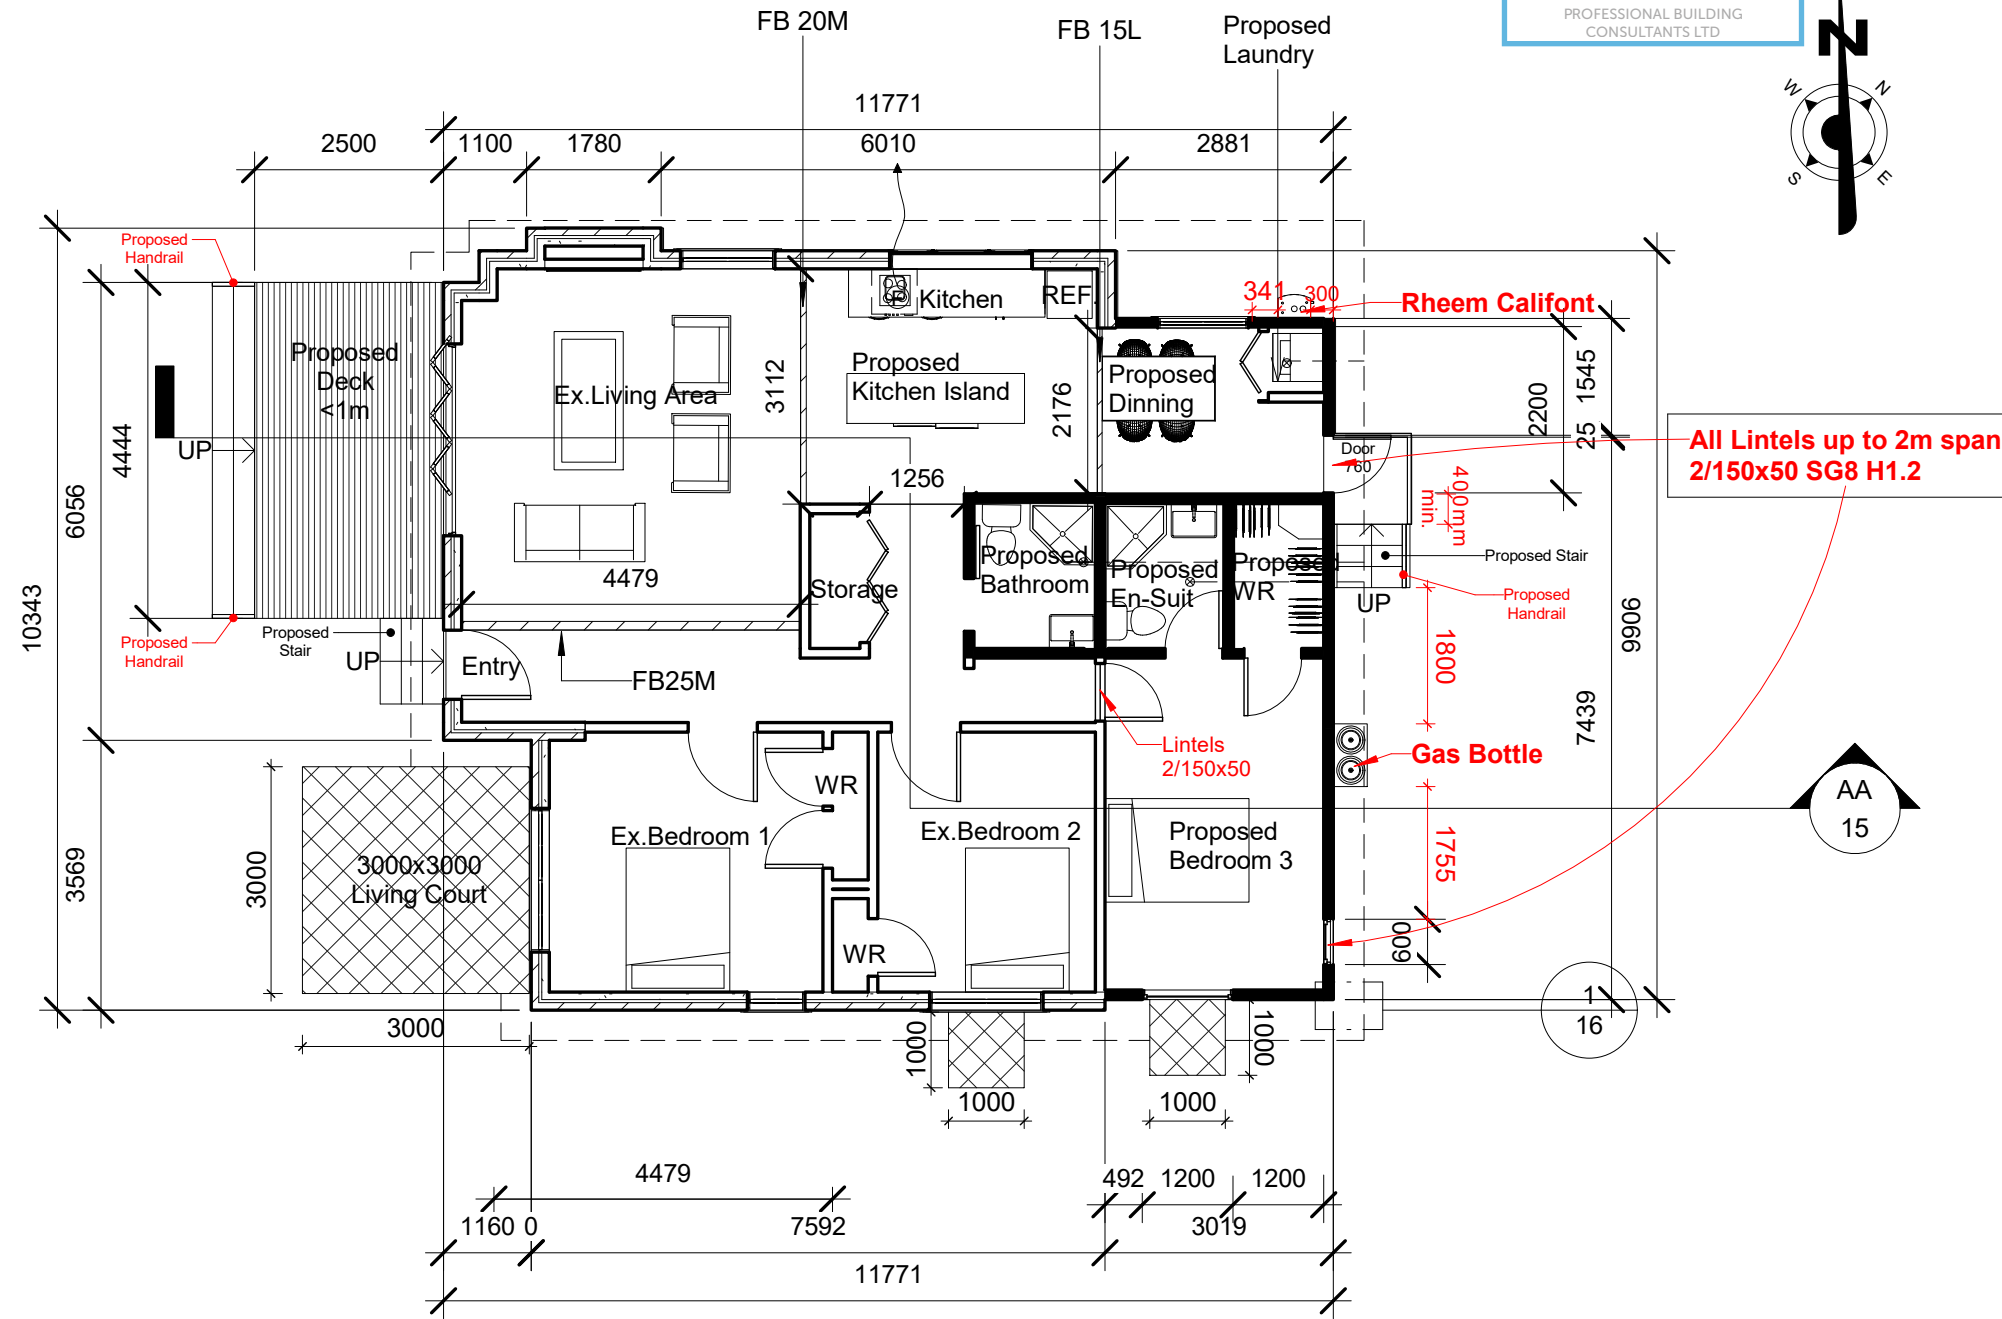 PROFESSIONAL BUILDING
CONSULTANTS LTD
N
W
N
S
E
FB 20M
FB 15L
Proposed
Laundry
11771
2500
1100
1780
6010
2881
Proposed
Handrail
Proposed
Deck
<1m
UP
4444
6056
10343
3569
Ex.Living Area
3112
F
Kitchen
REF.
Proposed
Kitchen Island
2176
Proposed
Dinning
341
300
Rheem Califont
1545
2200
25
Door
760
400mm
min.
All Lintels up to 2m span
2/150x50 SG8 H1.2
1256
4479
Storage
Proposed
Bathroom
Proposed
En-Suit
Proposed
WR
Proposed Stair
Proposed
Handrail
UP
1800
9906
7439
Proposed
Handrail
Proposed
Stair
UP
Entry
FB25M
Lintels
2/150x50
Gas Bottle
1755
600
AA
15
1
16
WR
Ex.Bedroom 1
Ex.Bedroom 2
Proposed
Bedroom 3
WR
3000x3000
Living Court
3000
3000
1000
1000
1000
1000
4479
492
1200
1200
1160
0
7592
3019
11771